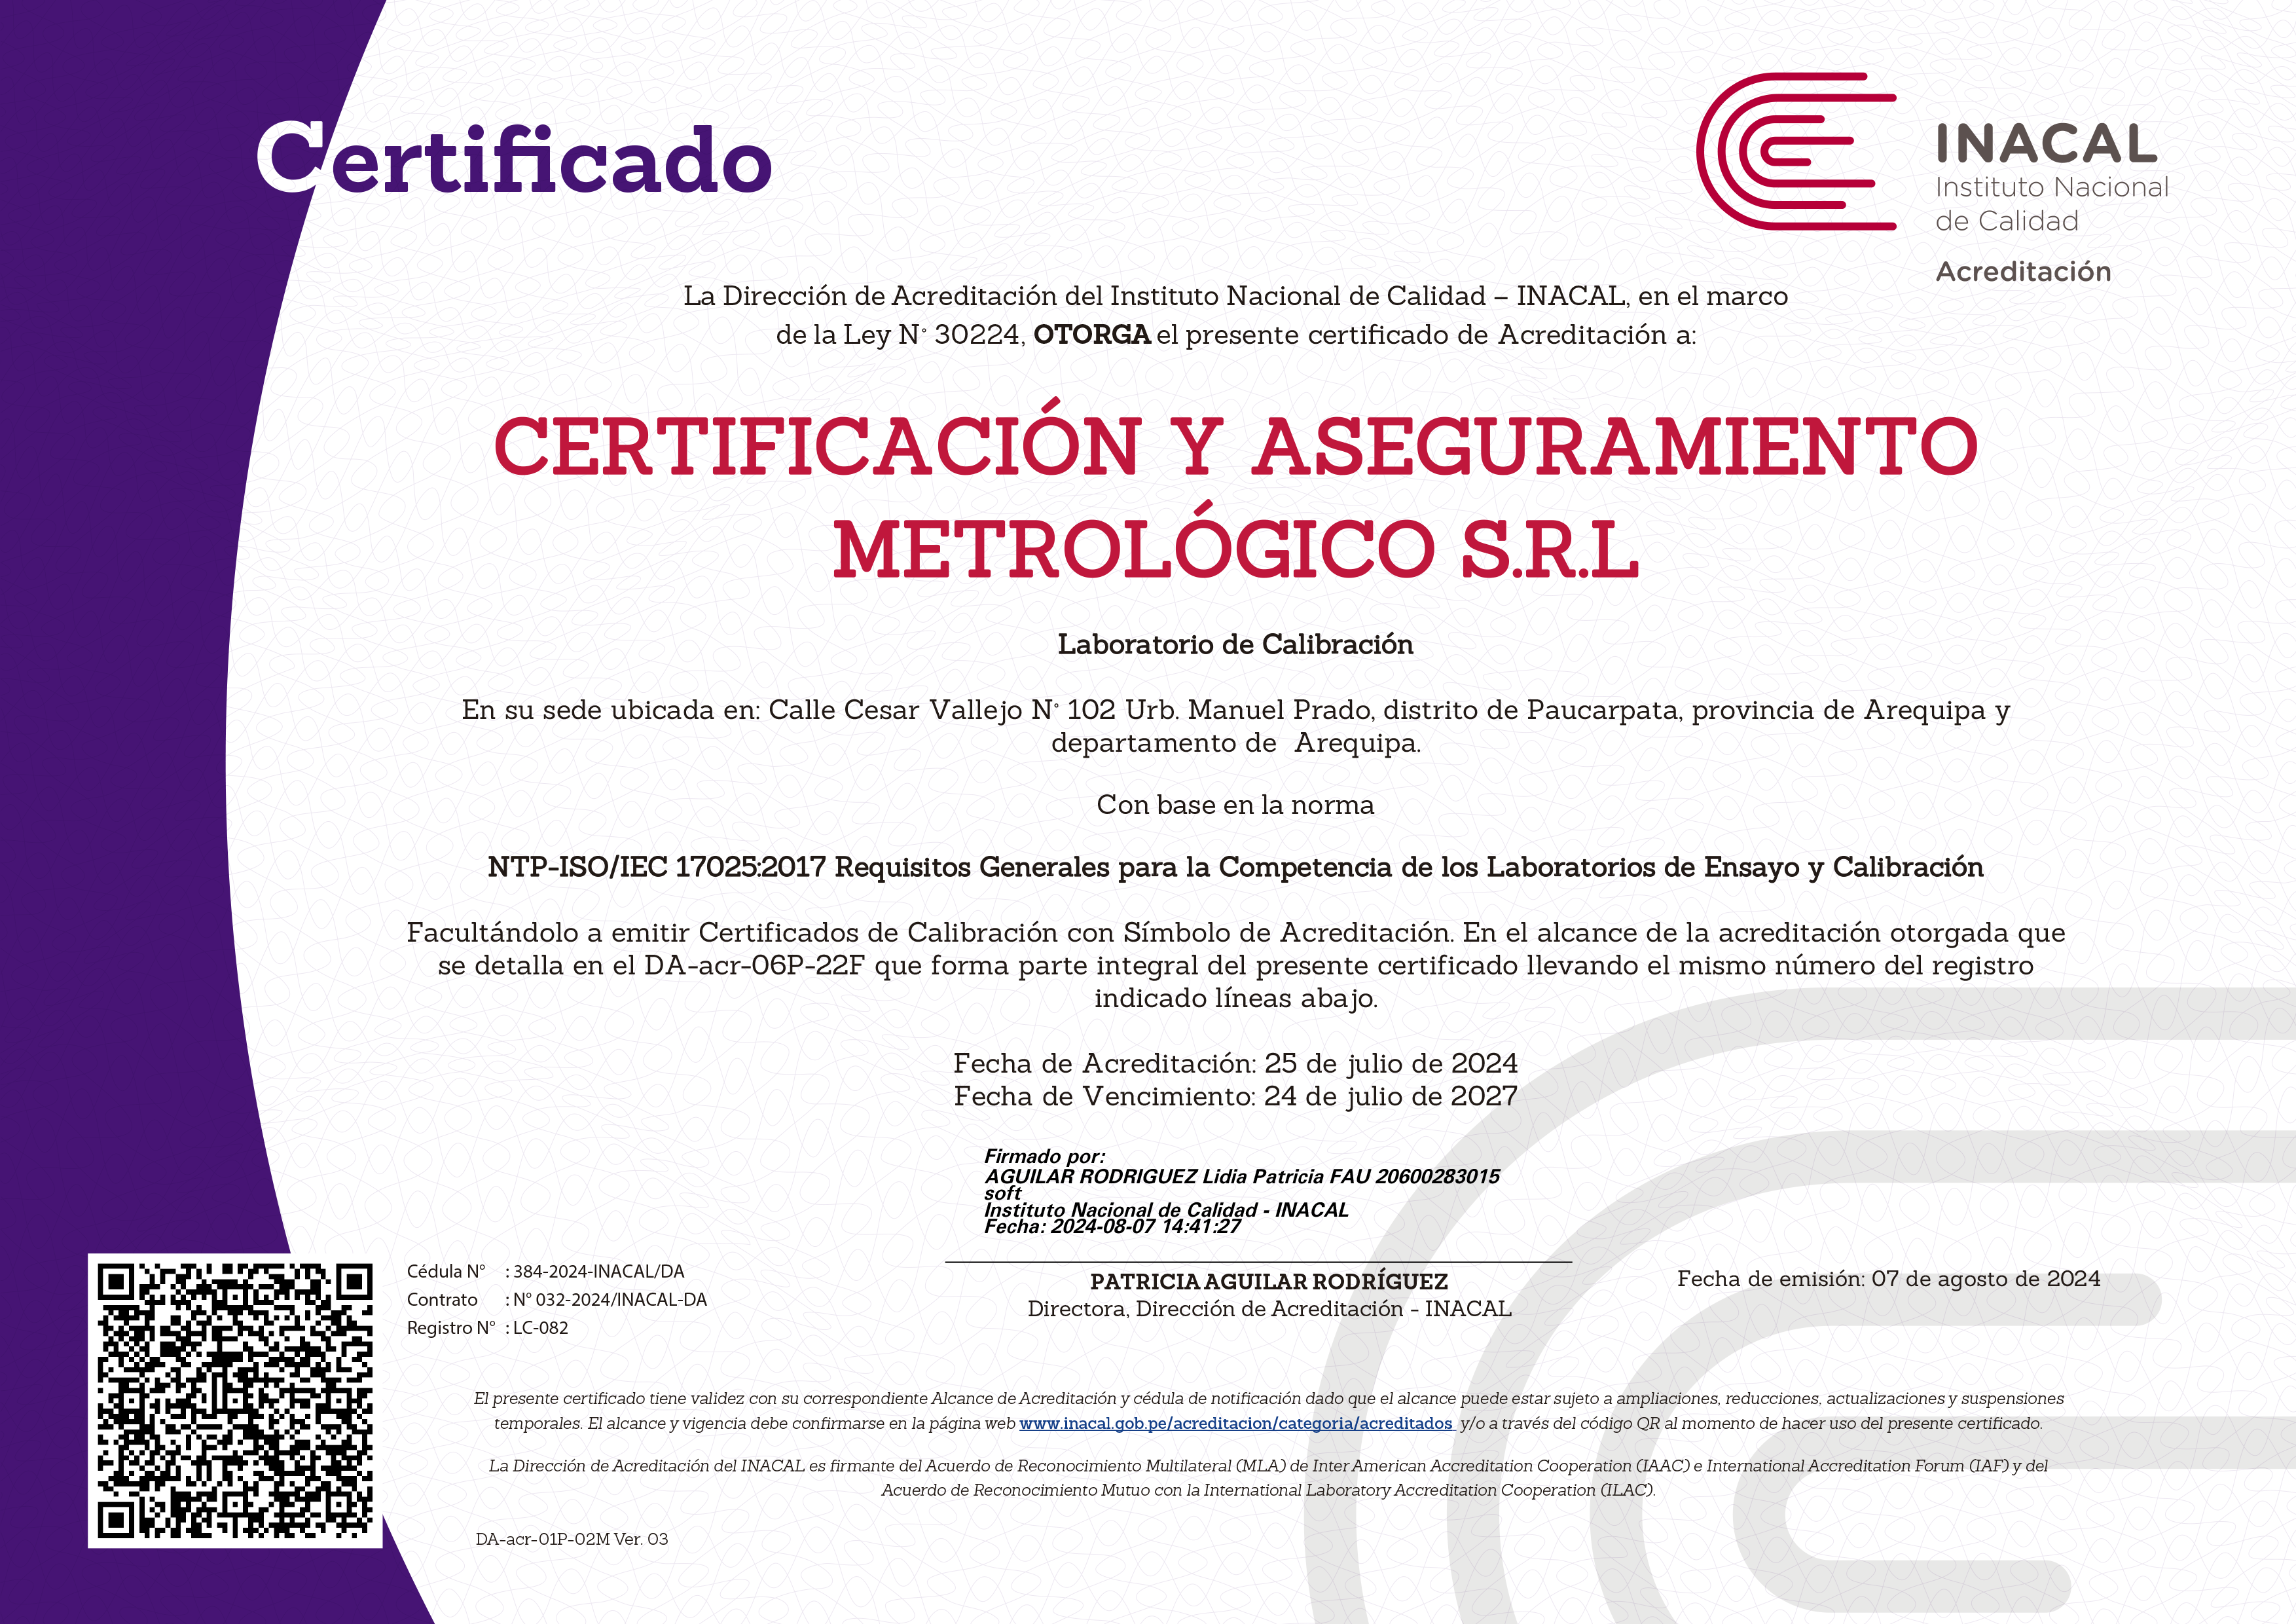 Certificado
INACAL
Instituto Nacional
de Calidad
Acreditación
La Dirección de Acreditación del Instituto Nacional de Calidad – INACAL, en el marco
de la Ley N° 30224, OTORGA el presente certificado de Acreditación a:
CERTIFICACIÓN Y ASEGURAMIENTO
METROLÓGICO S.R.L
Laboratorio de Calibración
En su sede ubicada en: Calle Cesar Vallejo N° 102 Urb. Manuel Prado, distrito de Paucarpata, provincia de Arequipa y
departamento de Arequipa.
Con base en la norma
NTP-ISO/IEC 17025:2017 Requisitos Generales para la Competencia de los Laboratorios de Ensayo y Calibración
Facultándolo a emitir Certificados de Calibración con Símbolo de Acreditación. En el alcance de la acreditación otorgada que
se detalla en el DA-acr-06P-22F que forma parte integral del presente certificado llevando el mismo número del registro
indicado líneas abajo.
Fecha de Acreditación: 25 de julio de 2024
Fecha de Vencimiento: 24 de julio de 2027
Firmado por:
AGUILAR RODRIGUEZ Lidia Patricia FAU 20600283015
soft
Instituto Nacional de Calidad - INACAL
Fecha: 2024-08-07 14:41:27
Cédula N° : 384-2024-INACAL/DA
Contrato : N° 032-2024/INACAL-DA
Registro N° : LC-082
PATRICIA AGUILAR RODRÍGUEZ
Directora, Dirección de Acreditación - INACAL
Fecha de emisión: 07 de agosto de 2024
El presente certificado tiene validez con su correspondiente Alcance de Acreditación y cédula de notificación dado que el alcance puede estar sujeto a ampliaciones, reducciones, actualizaciones y suspensiones
temporales. El alcance y vigencia debe confirmarse en la página web www.inacal.gob.pe/acreditacion/categoria/acreditados y/o a través del código QR al momento de hacer uso del presente certificado.
La Dirección de Acreditación del INACAL es firmante del Acuerdo de Reconocimiento Multilateral (MLA) de Inter American Accreditation Cooperation (IAAC) e International Accreditation Forum (IAF) y del
Acuerdo de Reconocimiento Mutuo con la International Laboratory Accreditation Cooperation (ILAC).
DA-acr-01P-02M Ver. 03